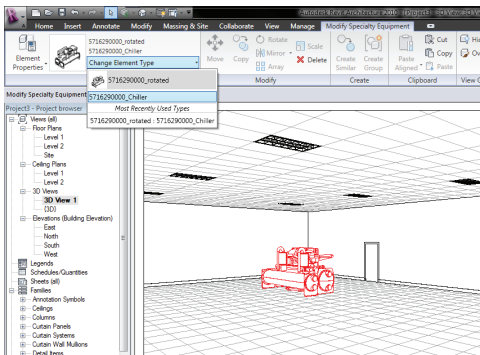 Autodesk Revit Architecture 2010 - [Project3 - 3D View: 3D Vie
Home Insert Annotate Modify Massing & Site Collaborate View Manage Modify Specialty Equipment
Element Properties
5716290000_rotated
5716290000_Chiller
Change Element Type
Move
Copy
Rotate
Mirror
Array
Scale
Delete
Create Similar
Create Group
Paste Aligned
Cut
Copy
Paste
Modify
Create
Clipboard
View
5716290000_rotated
5716290000_Chiller
Most Recently Used Types
5716290000_rotated : 5716290000_Chiller
Modify Specialty Equipment
Project3 - Project browser
Views (all)
Floor Plans
Level 1
Level 2
Site
Ceiling Plans
Level 1
Level 2
3D Views
3D View 1
{3D}
Elevations (Building Elevation)
East
North
South
West
Legends
Schedules/Quantities
Sheets (all)
Families
Annotation Symbols
Ceilings
Columns
Curtain Panels
Curtain Systems
Curtain Wall Mullions
Detail Items